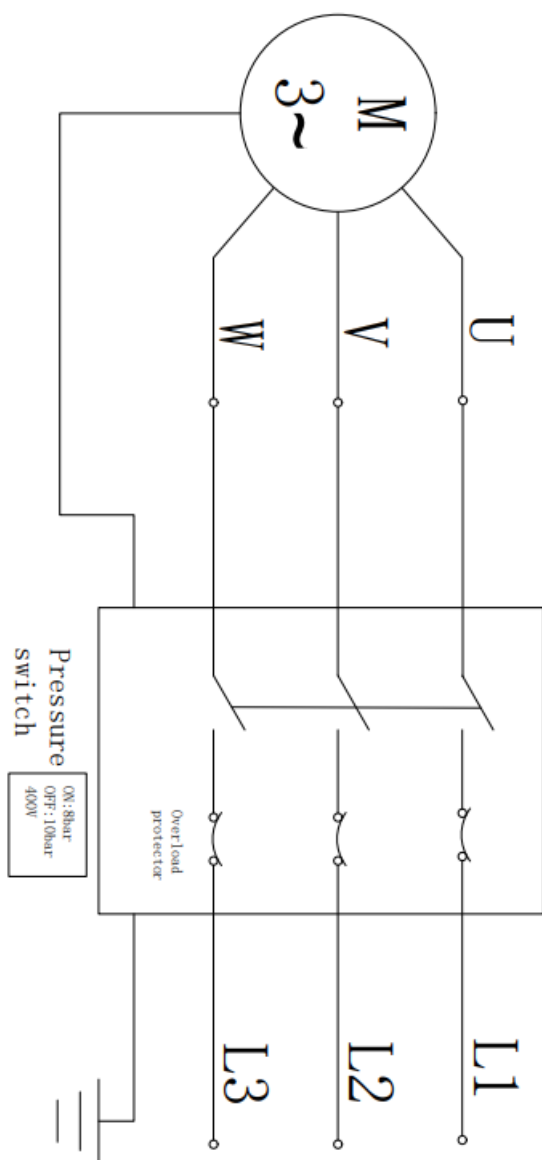 M
3~
U
V
W
Pressure
switch
ON:8bar
OFF:10bar
400V
Overload
protector
L1
L2
L3